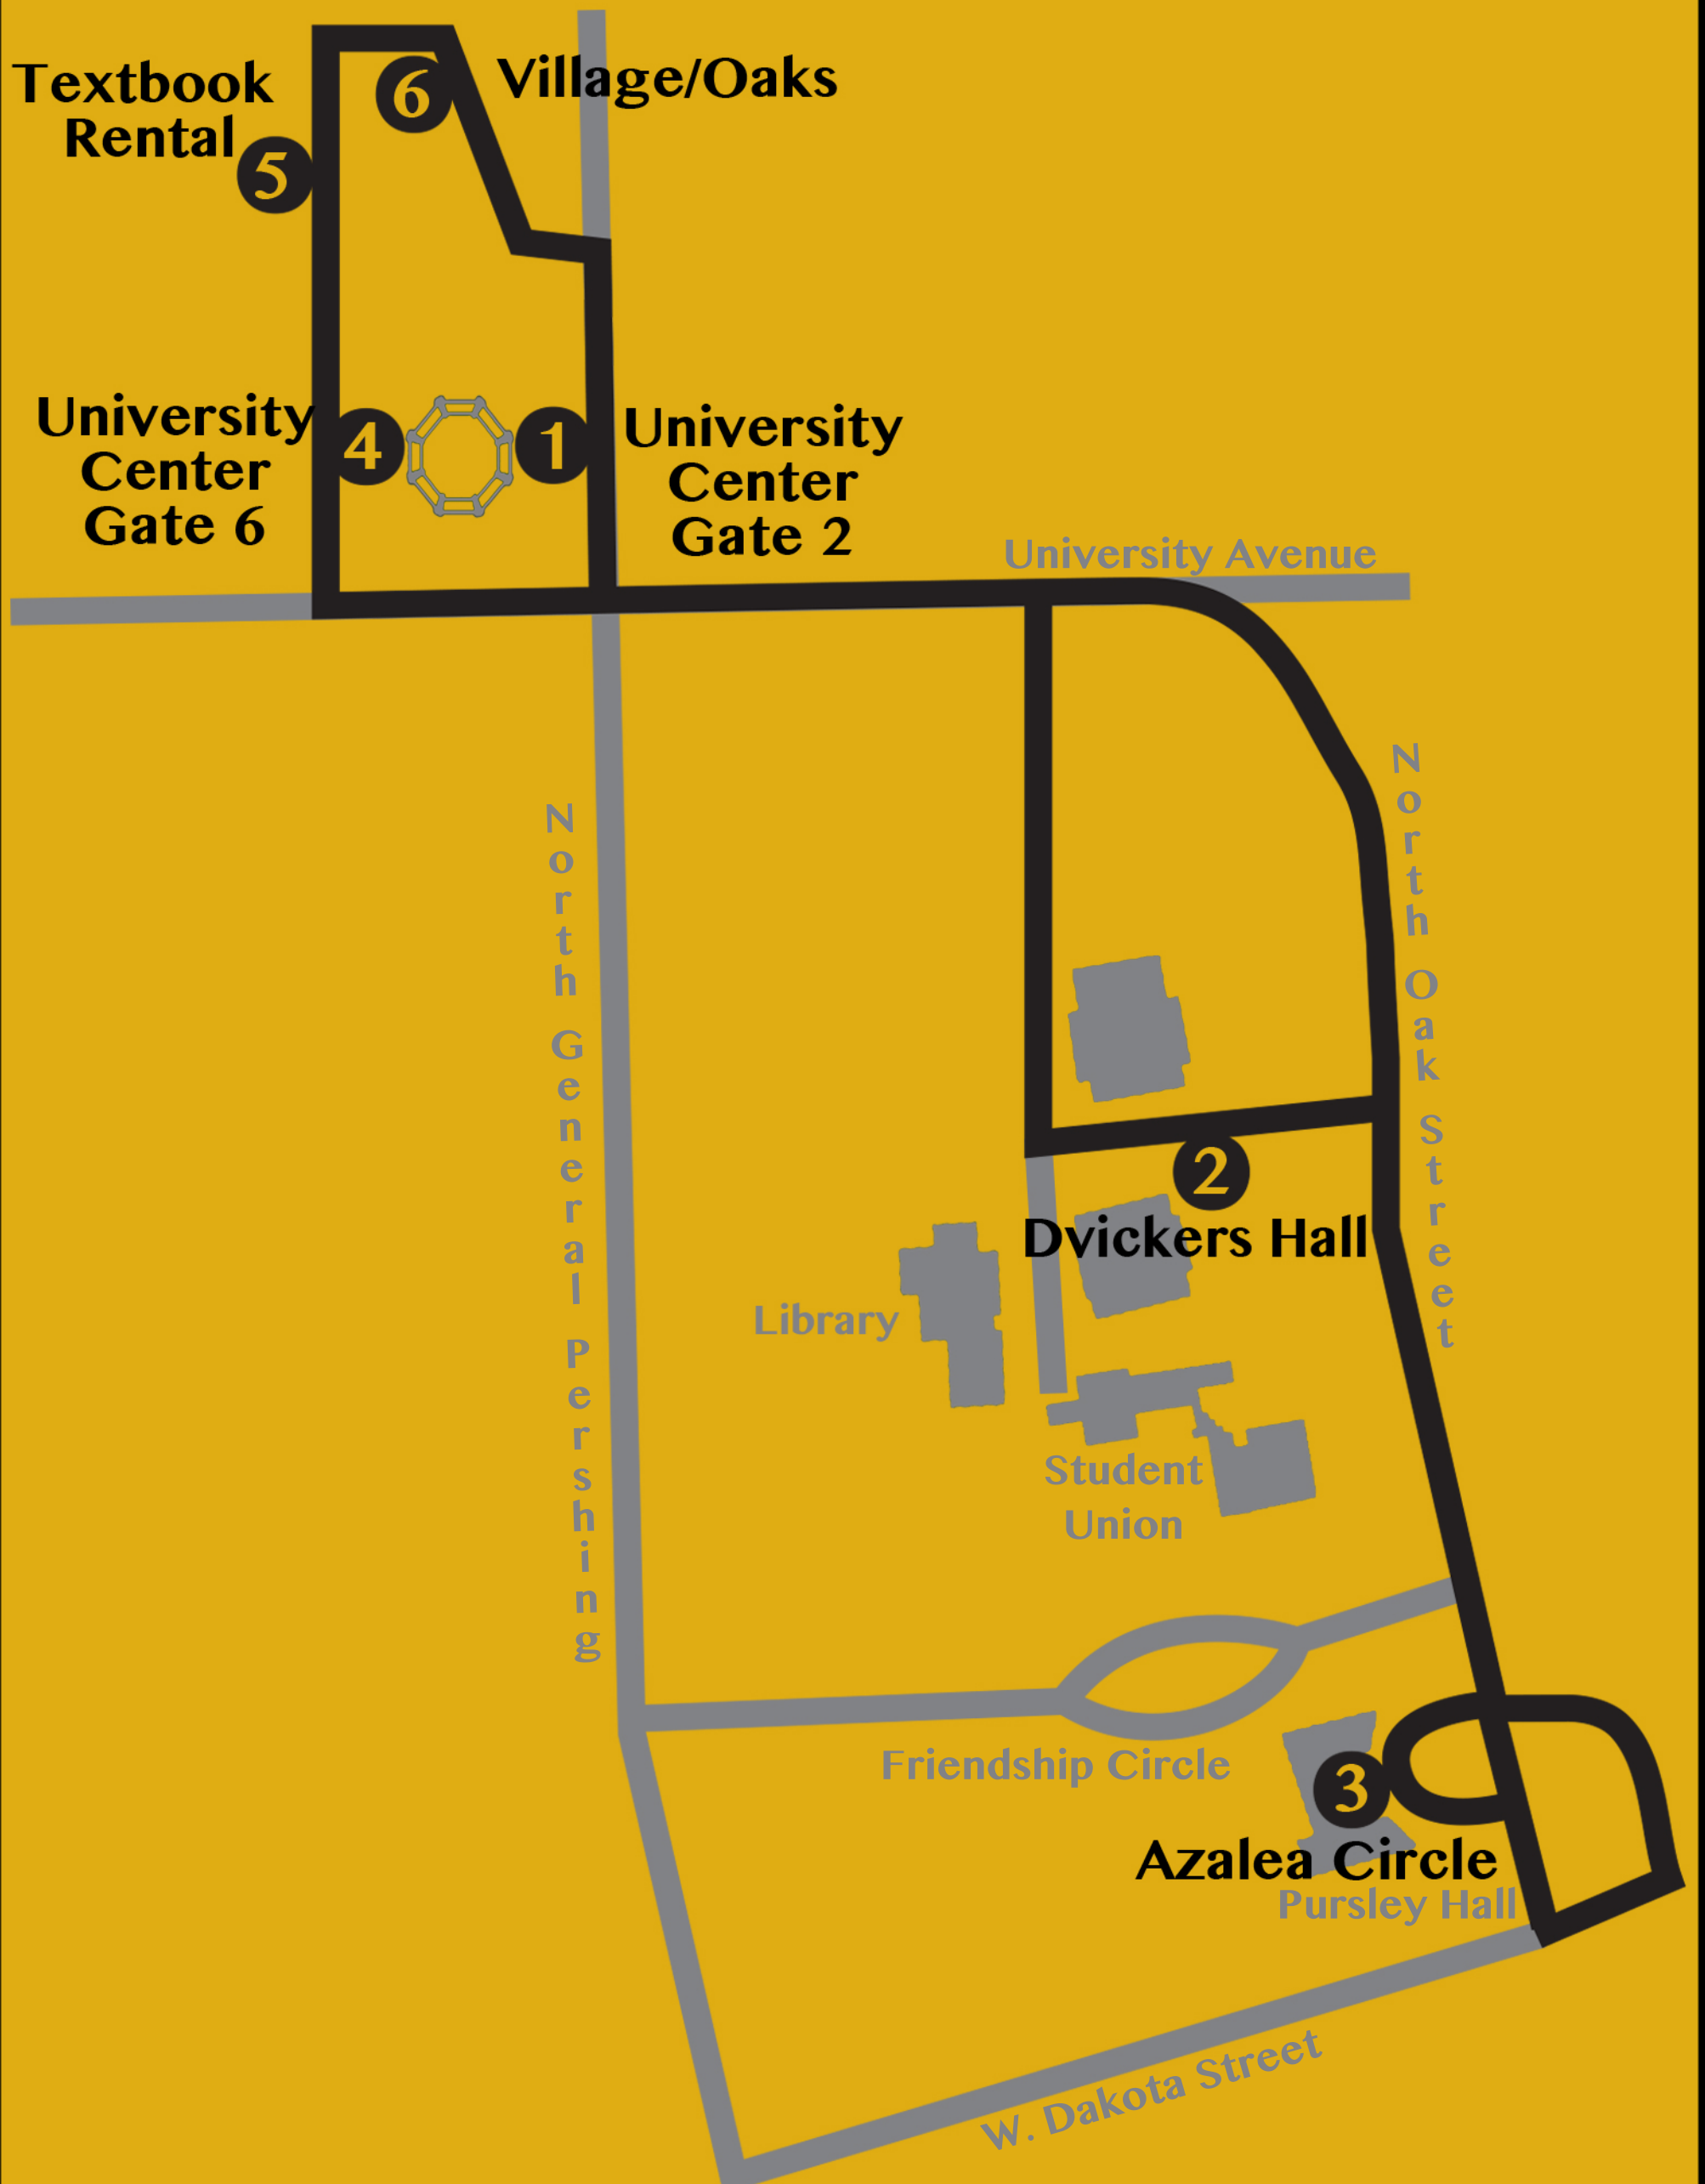 Textbook
Rental
5
6
Village/Oaks
University
Center
Gate 6
4
1
University
Center
Gate 2
University Avenue
North General Pershing
North Oak Street
2
Dvickers Hall
Library
Student
Union
Friendship Circle
3
Azalea Circle
Pursley Hall
W. Dakota Street